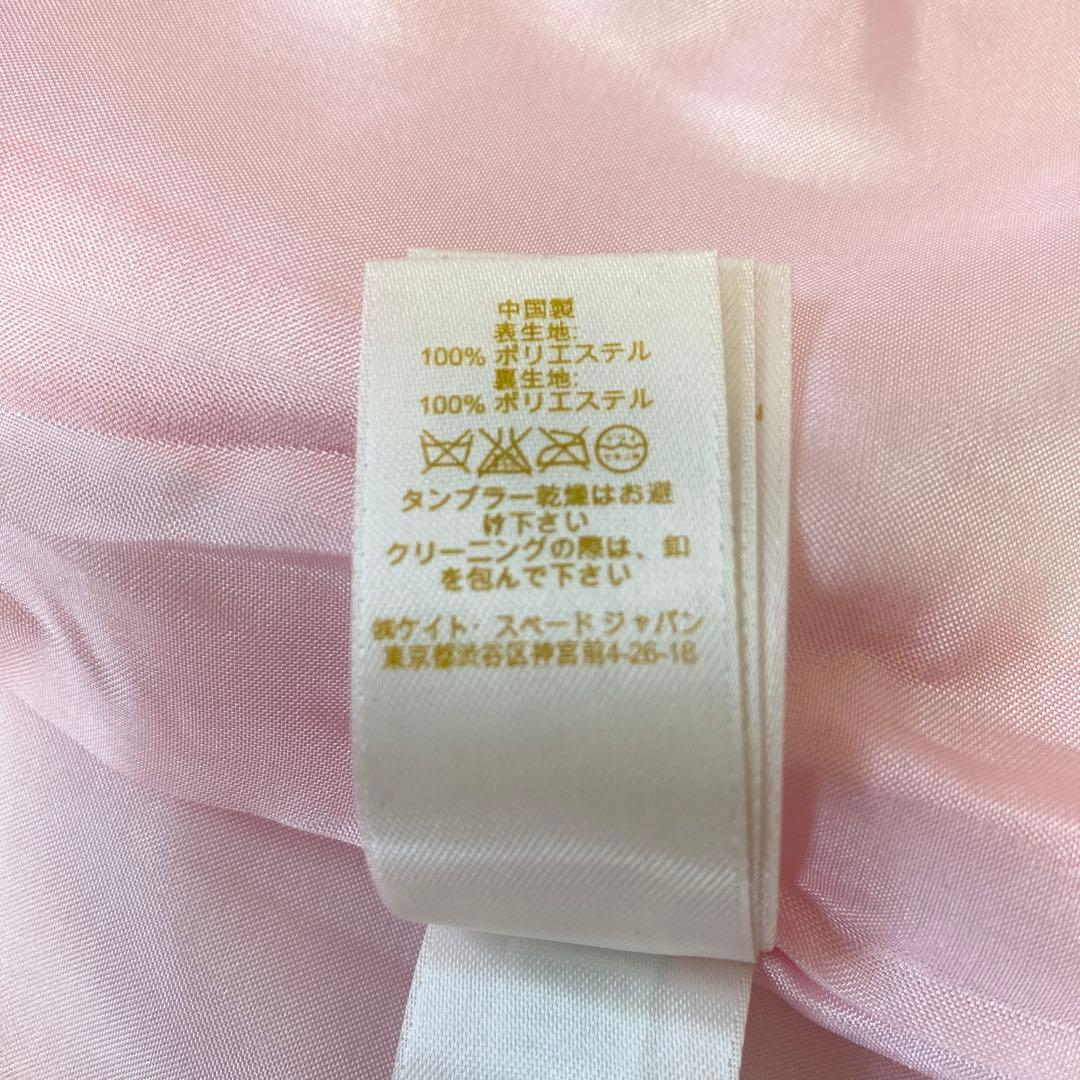 中国製
表生地:
100% ポリエステル
裏生地:
100% ポリエステル
タンブラー乾燥はお避
け下さい
クリーニングの際は、釦
を包んで下さい
㈱ケイト・スペード ジャパン
東京都渋谷区神宮前4-26-18